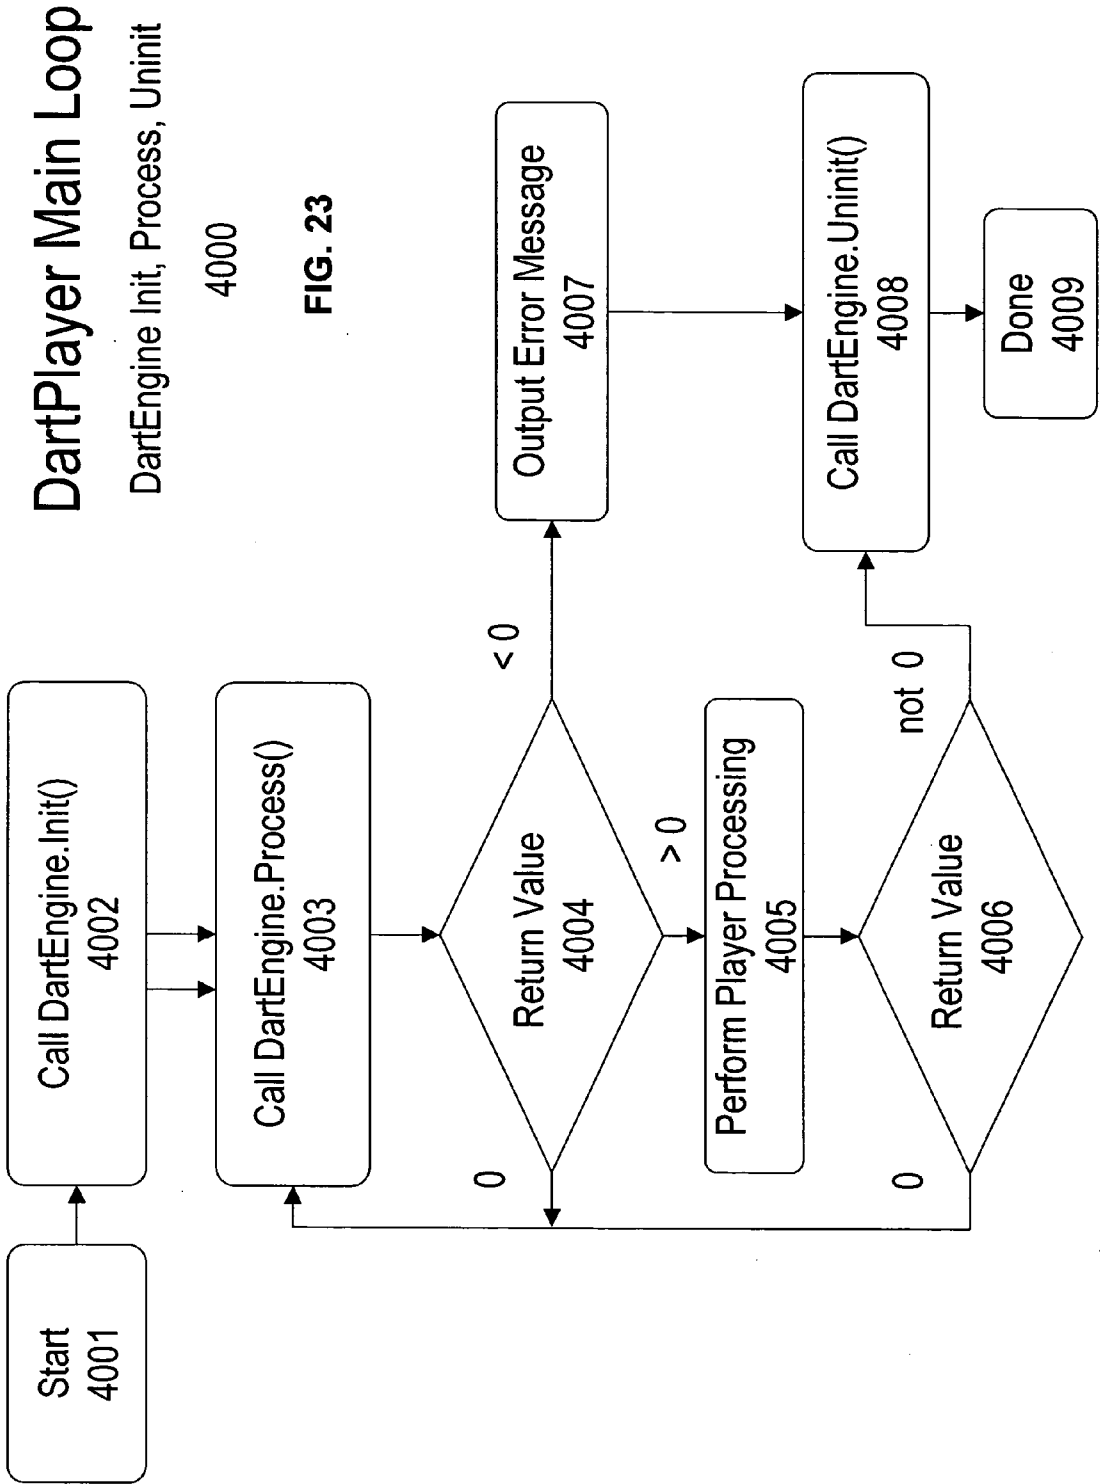 DartPlayer Main Loop
DartEngine Init, Process, Uninit
4000
FIG. 23
Start
4001
Call DartEngine.Init()
4002
Call DartEngine.Process()
4003
< 0
Return Value
4004
0
> 0
Output Error Message
4007
Perform Player Processing
4005
not 0
Return Value
4006
0
Call DartEngine.Uninit()
4008
Done
4009